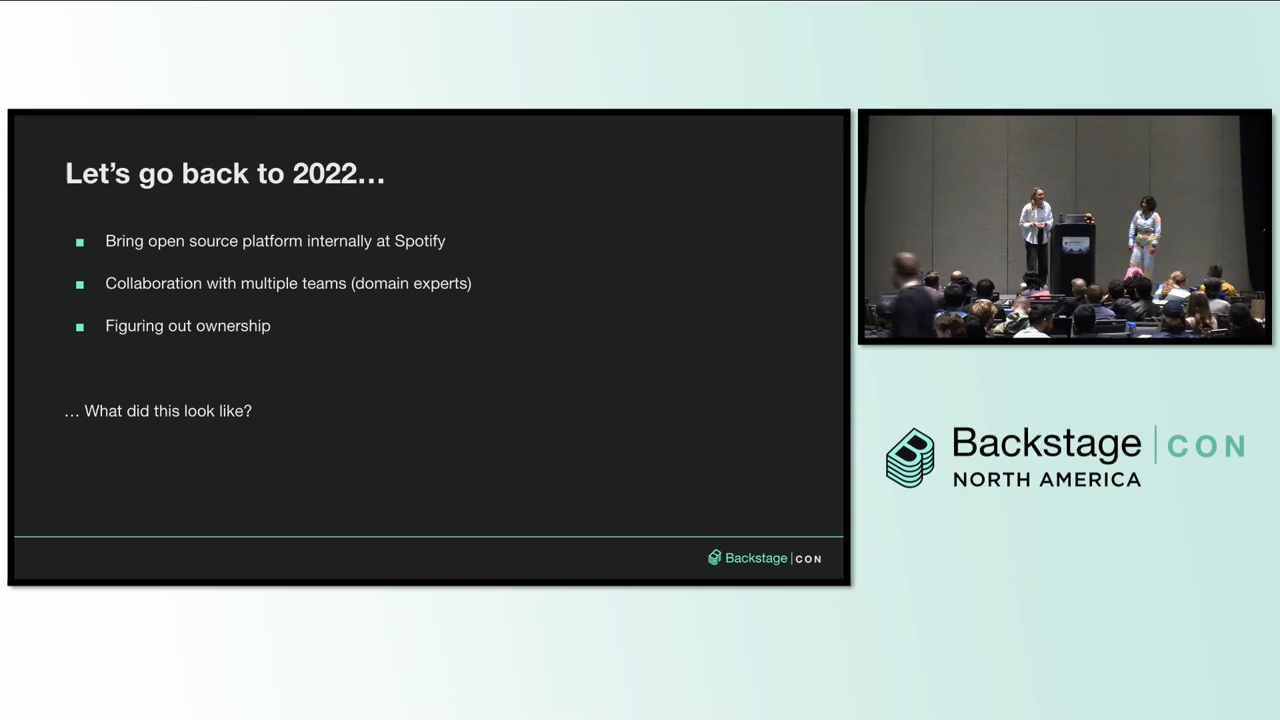 Let’s go back to 2022…
Bring open source platform internally at Spotify
Collaboration with multiple teams (domain experts)
Figuring out ownership
… What did this look like?
Backstage | CON
Backstage | CON
NORTH AMERICA